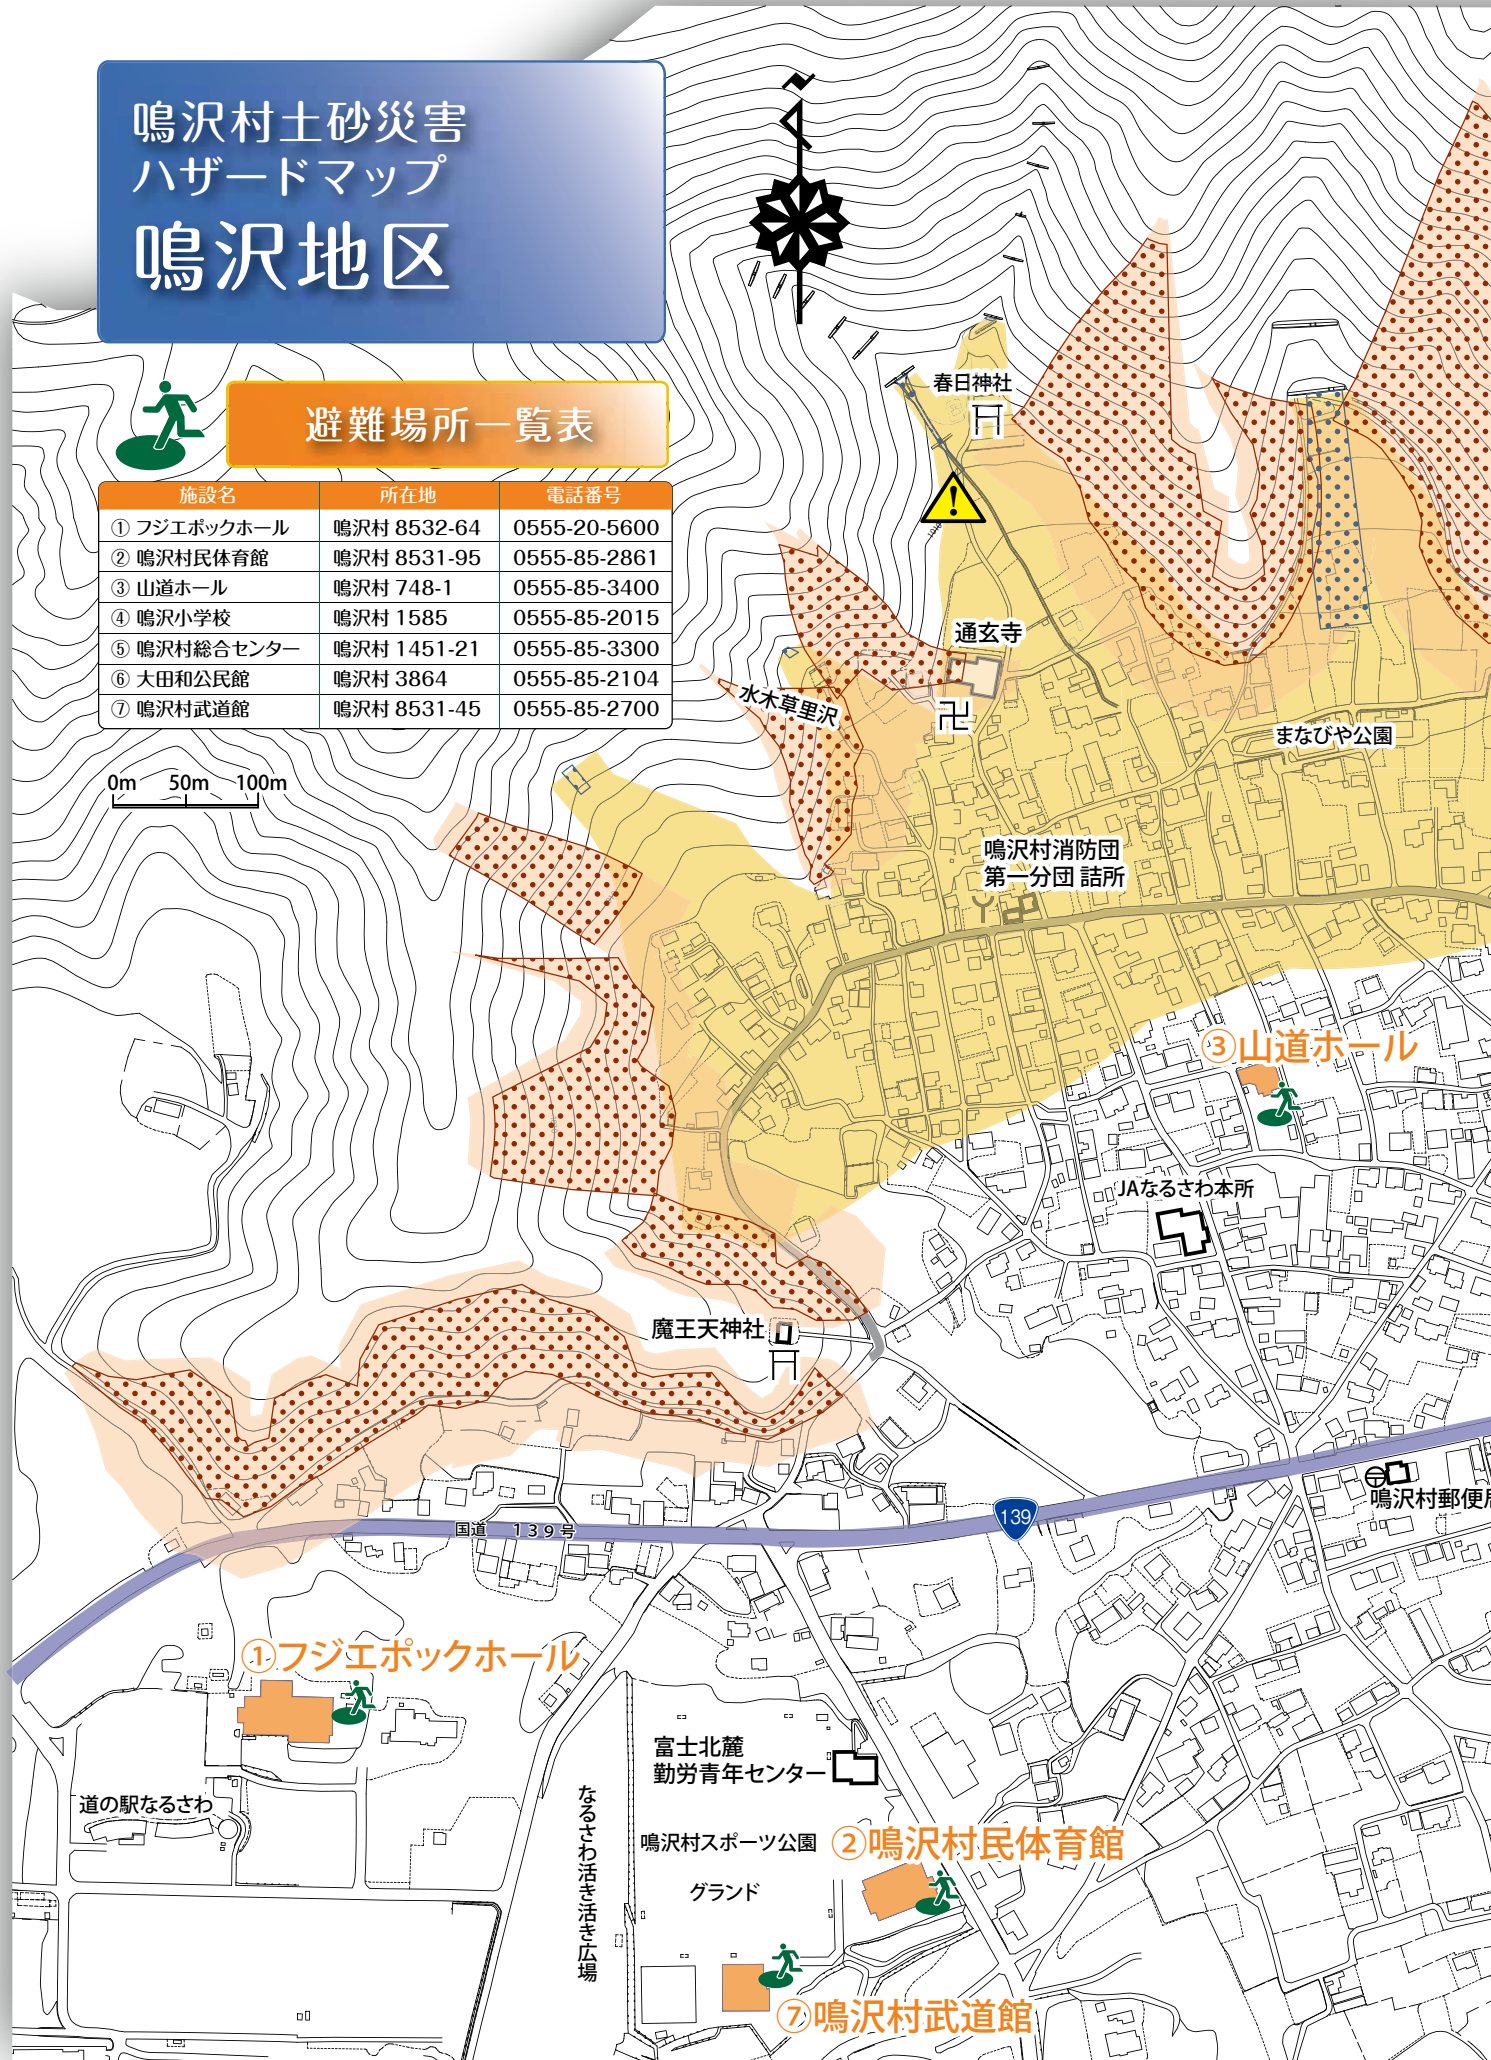 鳴沢村土砂災害
ハザードマップ
鳴沢地区
避難場所一覧表
施設名 所在地 電話番号
① フジエポックホール 鳴沢村 8532-64 0555-20-5600
② 鳴沢村民体育館 鳴沢村 8531-95 0555-85-2861
③ 山道ホール 鳴沢村 748-1 0555-85-3400
④ 鳴沢小学校 鳴沢村 1585 0555-85-2015
⑤ 鳴沢村総合センター 鳴沢村 1451-21 0555-85-3300
⑥ 大田和公民館 鳴沢村 3864 0555-85-2104
⑦ 鳴沢村武道館 鳴沢村 8531-45 0555-85-2700
0m 50m 100m
春日神社
通玄寺
水木草里沢
まなびや公園
鳴沢村消防団
第一分団 詰所
③山道ホール
JAなるさわ本所
魔王天神社
鳴沢村郵便局
139
国道 139号
①フジエポックホール
富士北麓
勤労青年センター
道の駅なるさわ
なるさわ活き活き広場
鳴沢村スポーツ公園
②鳴沢村民体育館
グランド
⑦鳴沢村武道館